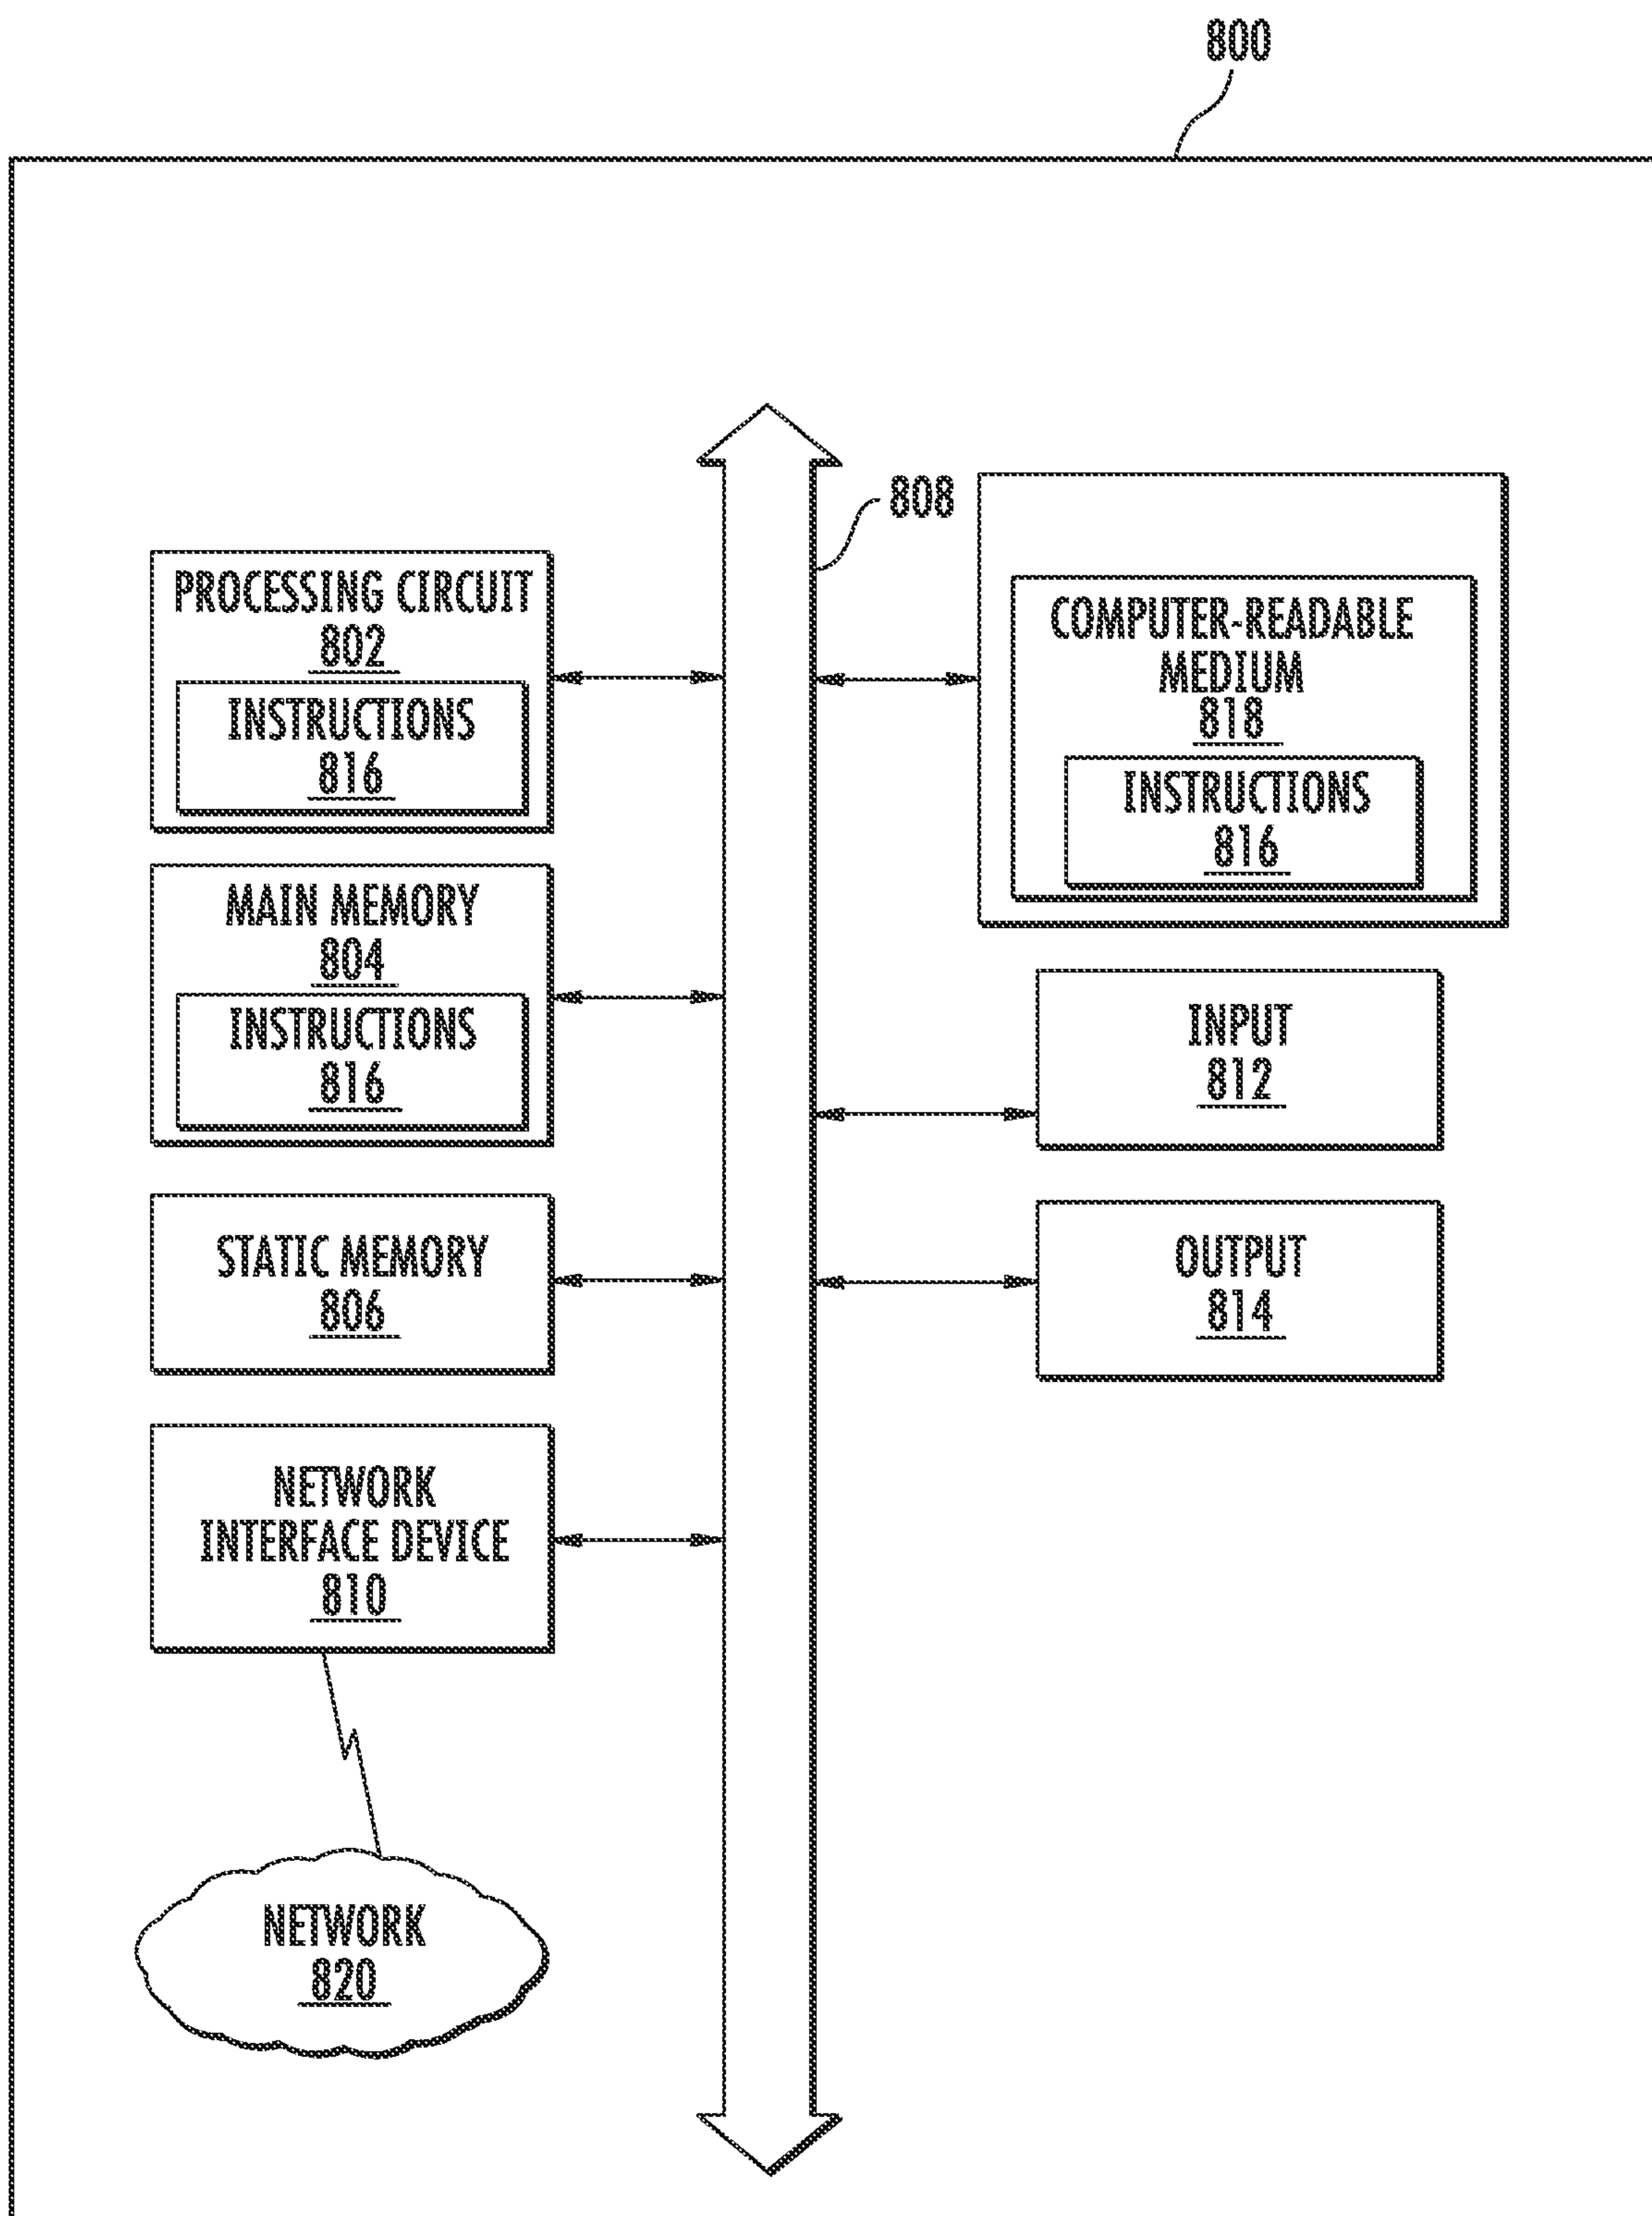 800
808
PROCESSING CIRCUIT
802
INSTRUCTIONS
816
MAIN MEMORY
804
INSTRUCTIONS
816
STATIC MEMORY
806
NETWORK
INTERFACE DEVICE
810
NETWORK
820
COMPUTER-READABLE
MEDIUM
818
INSTRUCTIONS
816
INPUT
812
OUTPUT
814